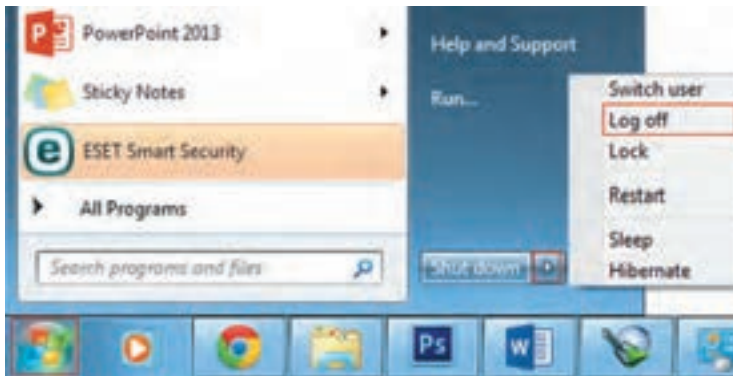 PowerPoint 2013
Sticky Notes
ESET Smart Security
All Programs
Search programs and files
Help and Support
Run...
Shut down
Switch user
Log off
Lock
Restart
Sleep
Hibernate
P
e
Ps
W